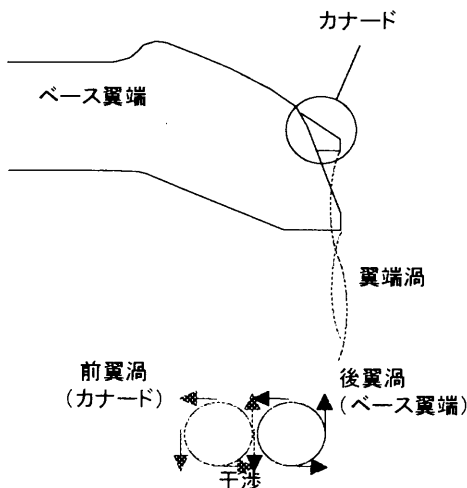 カナード
ベース翼端
翼端渦
前翼渦
(カナード)
後翼渦
(ベース翼端)
干渉